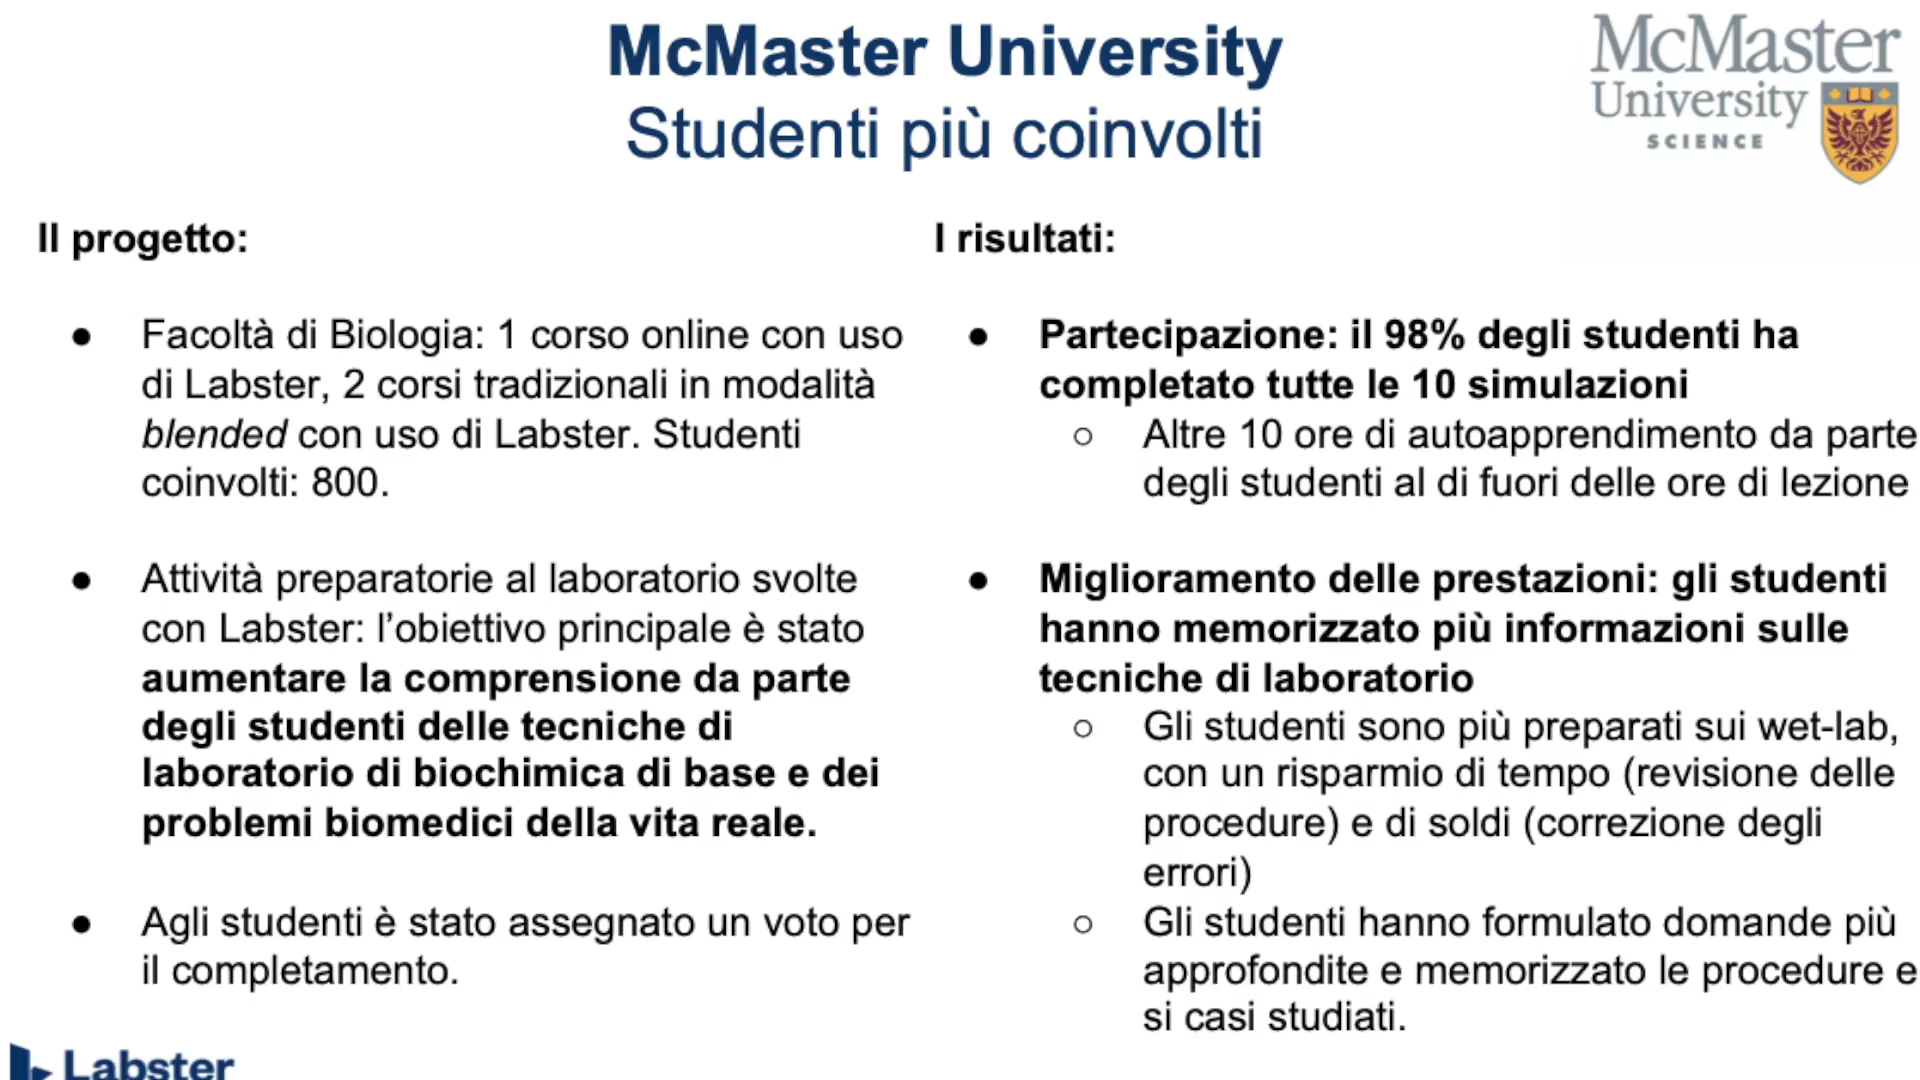 McMaster University
Studenti più coinvolti
McMaster
University
SCIENCE
Il progetto:
● Facoltà di Biologia: 1 corso online con uso
di Labster, 2 corsi tradizionali in modalità
blended con uso di Labster. Studenti
coinvolti: 800.
● Attività preparatorie al laboratorio svolte
con Labster: l’obiettivo principale è stato
aumentare la comprensione da parte
degli studenti delle tecniche di
laboratorio di biochimica di base e dei
problemi biomedici della vita reale.
● Agli studenti è stato assegnato un voto per
il completamento.
I risultati:
● Partecipazione: il 98% degli studenti ha
completato tutte le 10 simulazioni
○ Altre 10 ore di autoapprendimento da parte
degli studenti al di fuori delle ore di lezione
● Miglioramento delle prestazioni: gli studenti
hanno memorizzato più informazioni sulle
tecniche di laboratorio
○ Gli studenti sono più preparati sui wet-lab,
con un risparmio di tempo (revisione delle
procedure) e di soldi (correzione degli
errori)
○ Gli studenti hanno formulato domande più
approfondite e memorizzato le procedure e
si casi studiati.
Labster